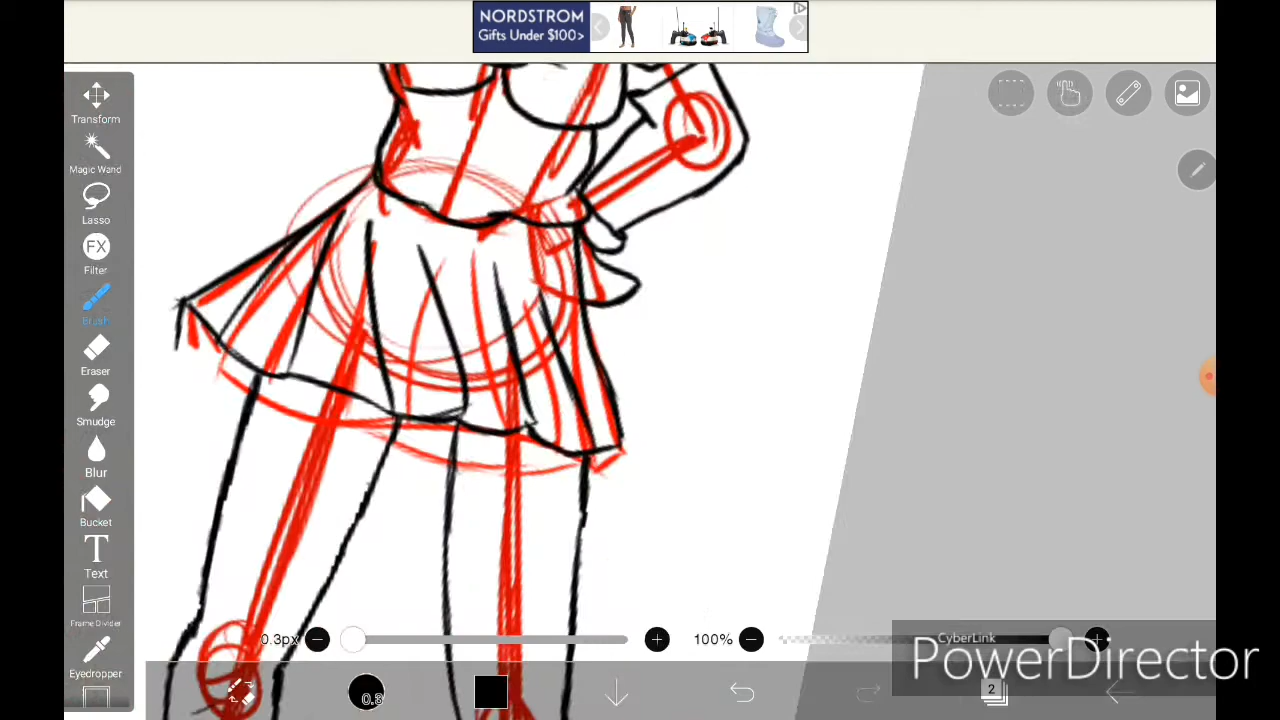 NORDSTROM
Gifts Under $100>
Transform
Magic Wand
Lasso
FX
Filter
Brush
Eraser
Smudge
Blur
Bucket
T
Text
Frame Divider
Eyedropper
0.3px
100%
CyberLink
PowerDirector
0.3
2